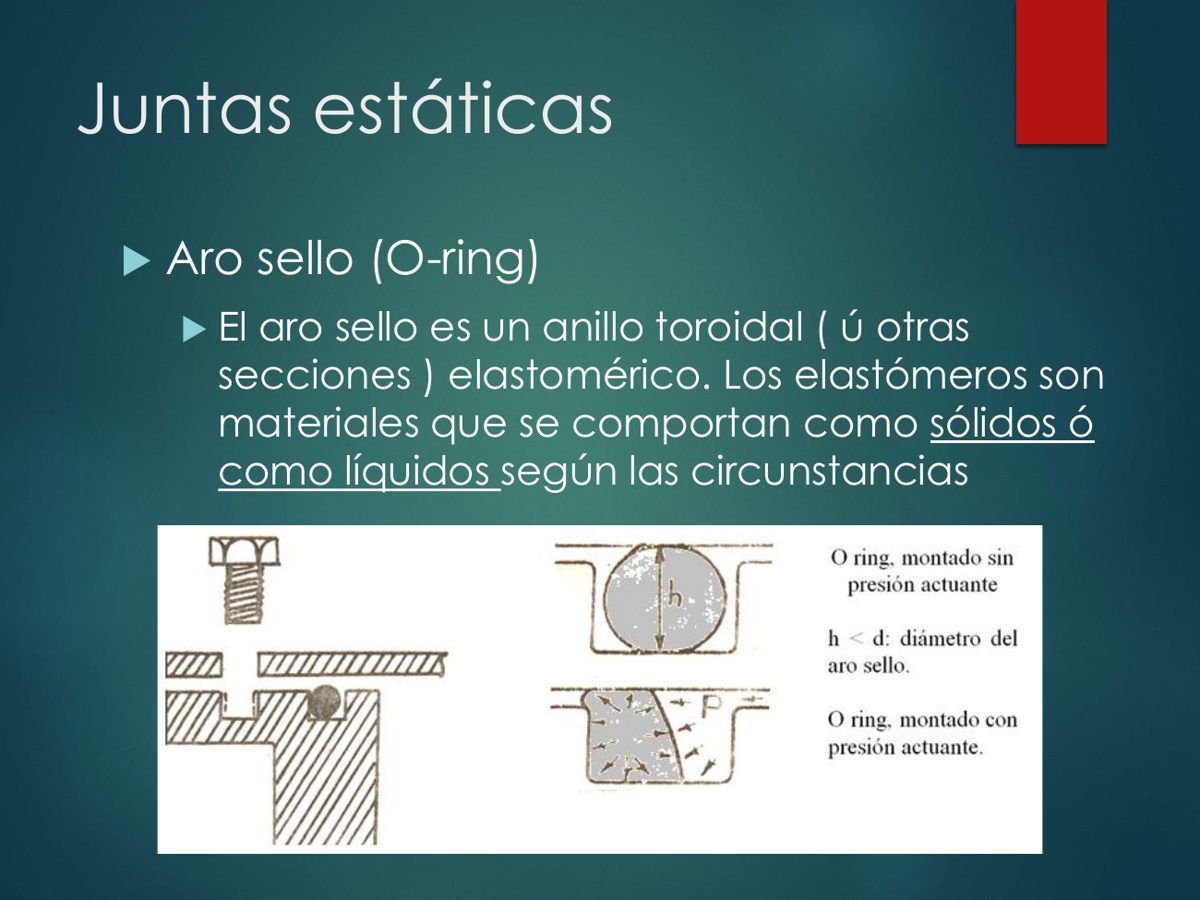 Juntas estáticas
Aro sello (O-ring)
El aro sello es un anillo toroidal ( ú otras
secciones ) elastomérico. Los elastómeros son
materiales que se comportan como sólidos ó
como líquidos según las circunstancias
h
O ring, montado sin
presión actuante
h < d: diámetro del
aro sello.
P
O ring, montado con
presión actuante.